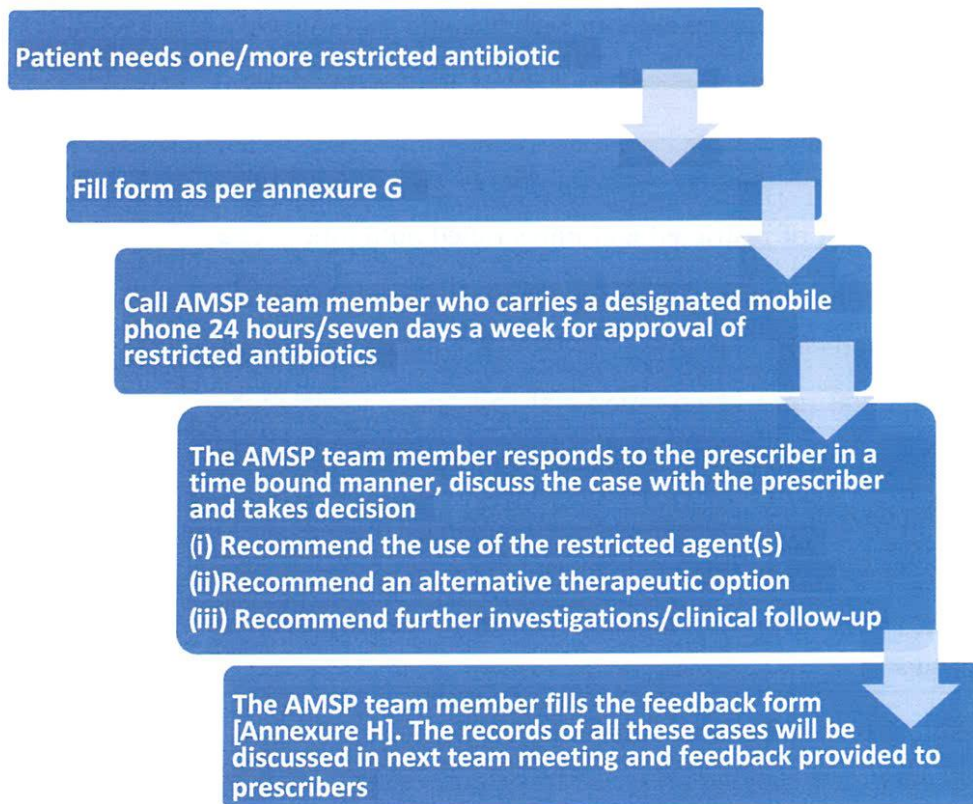 Patient needs one/more restricted antibiotic
Fill form as per annexure G
Call AMSP team member who carries a designated mobile
phone 24 hours/seven days a week for approval of
restricted antibiotics
The AMSP team member responds to the prescriber in a
time bound manner, discuss the case with the prescriber
and takes decision
(i) Recommend the use of the restricted agent(s)
(ii)Recommend an alternative therapeutic option
(iii) Recommend further investigations/clinical follow-up
The AMSP team member fills the feedback form
[Annexure H]. The records of all these cases will be
discussed in next team meeting and feedback provided to
prescribers